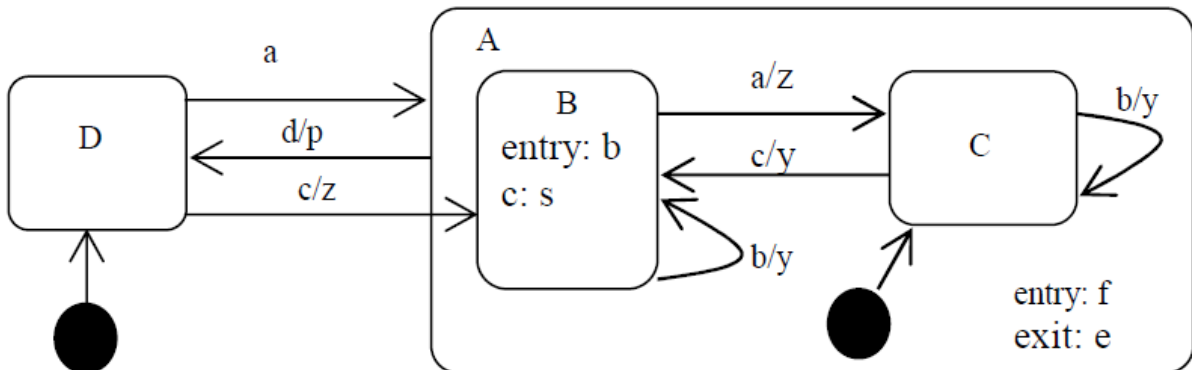 A
a
D
d/p
c/z
B
entry: b
c: s
a/z
c/y
b/y
C
b/y
entry: f
exit: e